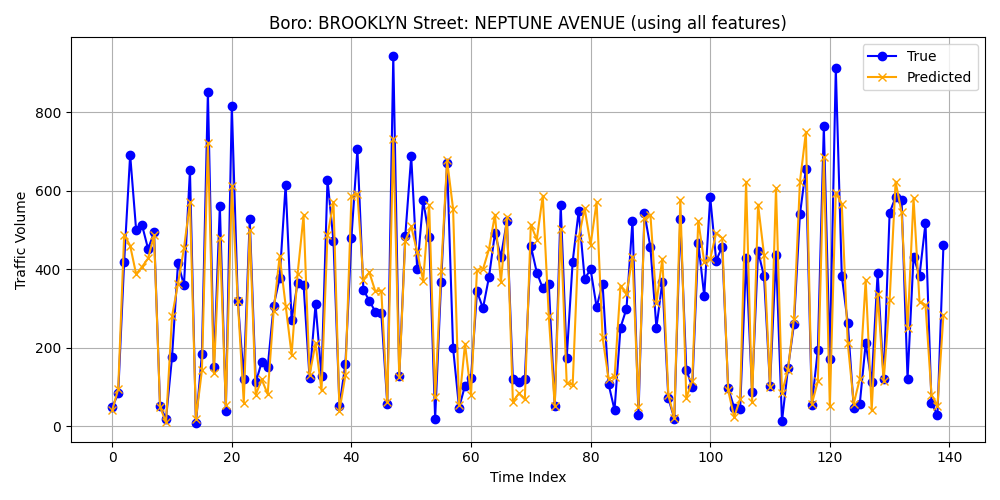 Boro: BROOKLYN Street: NEPTUNE AVENUE (using all features)
True
Predicted
Traffic Volume
800
600
400
200
0
0 20 40 60 80 100 120 140
Time Index